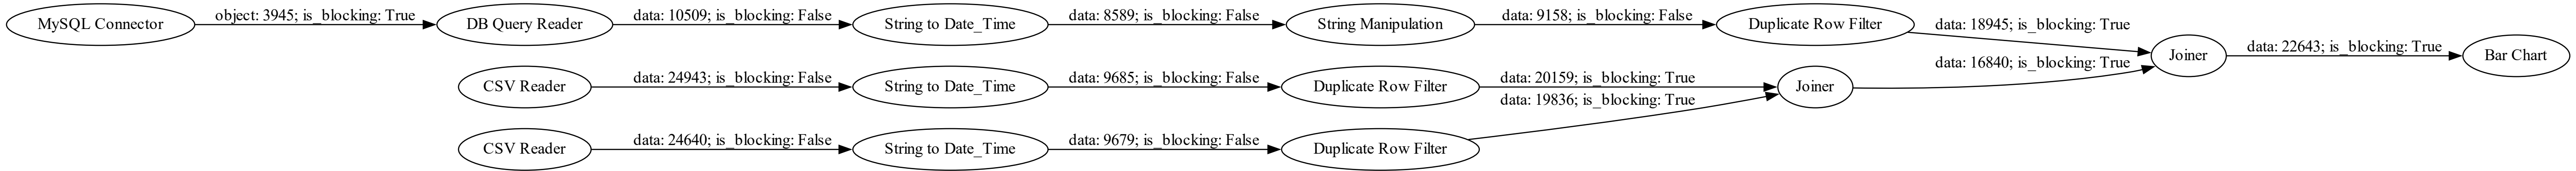 MySQL Connector
object: 3945; is_blocking: True
DB Query Reader
data: 10509; is_blocking: False
String to Date_Time
data: 8589; is_blocking: False
String Manipulation
data: 9158; is_blocking: False
Duplicate Row Filter
data: 18945; is_blocking: True
CSV Reader
data: 24943; is_blocking: False
String to Date_Time
data: 9685; is_blocking: False
Duplicate Row Filter
data: 20159; is_blocking: True
CSV Reader
data: 24640; is_blocking: False
String to Date_Time
data: 9679; is_blocking: False
Duplicate Row Filter
data: 19836; is_blocking: True
Joiner
data: 16840; is_blocking: True
Joiner
data: 22643; is_blocking: True
Bar Chart